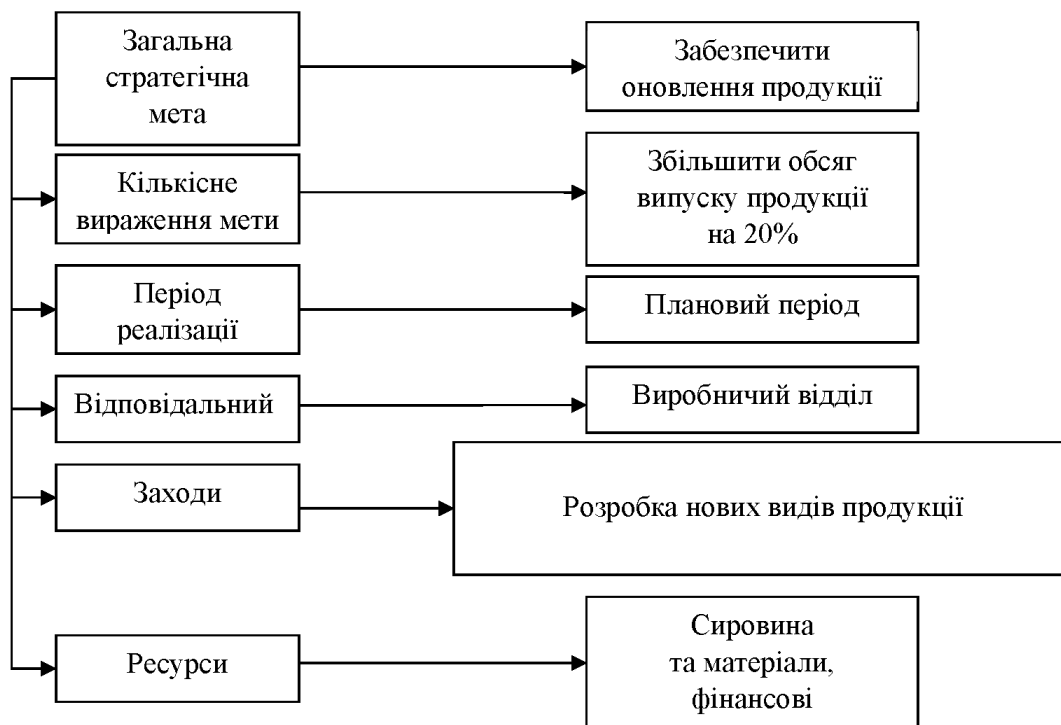 Загальна
стратегічна
мета
Забезпечити
оновлення продукції
Кількісне
вираження мети
Збільшити обсяг
випуску продукції
на 20%
Період
реалізації
Плановий період
Відповідальний
Виробничий відділ
Заходи
Розробка нових видів продукції
Ресурси
Сировина
та матеріали,
фінансові